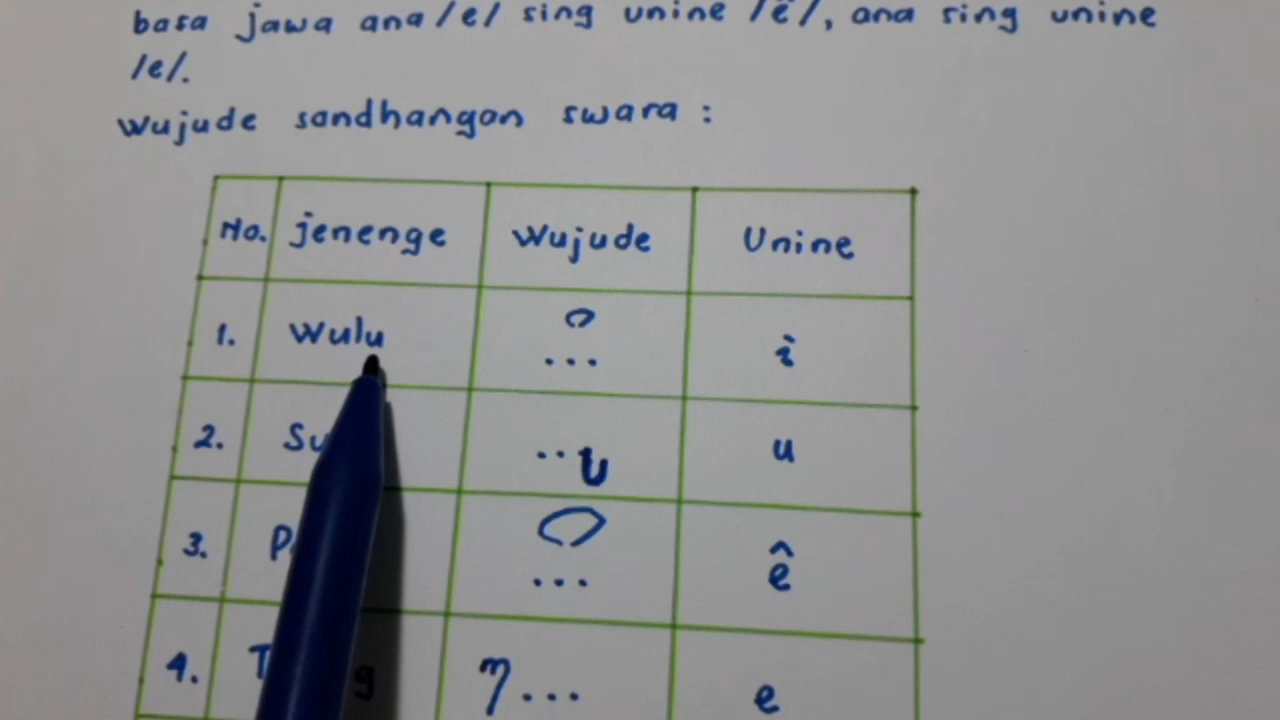 basa jawa ana /e/ sing unine /ê/, ana sing unine
/e/.
Wujude sandhangan swara :
No. jenenge Wujude Unine
1. Wulu ... i
2. .. u
3. ... ê
4. ... e